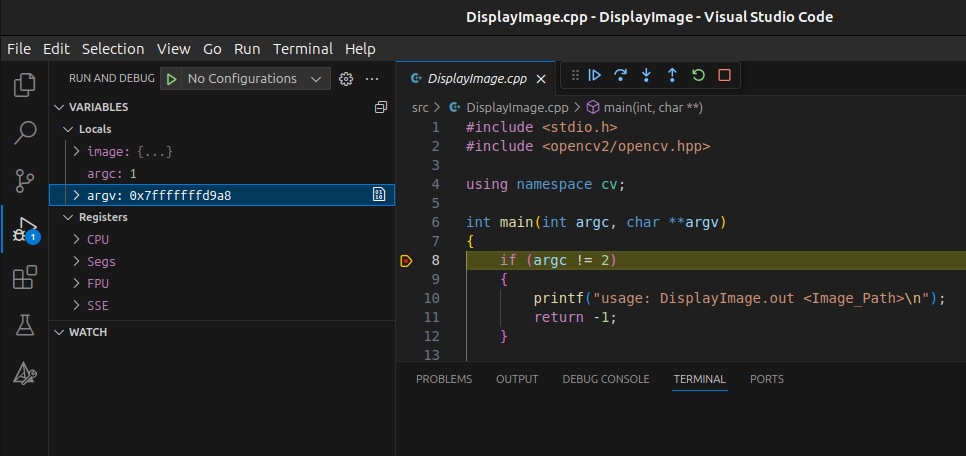 DisplayImage.cpp - DisplayImage - Visual Studio Code
File Edit Selection View Go Run Terminal Help
RUN AND DEBUG No Configurations
VARIABLES
Locals
image: {...}
argc: 1
argv: 0x7fffffffd9a8
Registers
CPU
Segs
FPU
SSE
WATCH
1
DisplayImage.cpp
src > DisplayImage.cpp > main(int, char **)
1 #include <stdio.h>
2 #include <opencv2/opencv.hpp>
3
4 using namespace cv;
5
6 int main(int argc, char **argv)
7 {
8 if (argc != 2)
9 {
10 printf("usage: DisplayImage.out <Image_Path>\n");
11 return -1;
12 }
13
PROBLEMS OUTPUT DEBUG CONSOLE TERMINAL PORTS